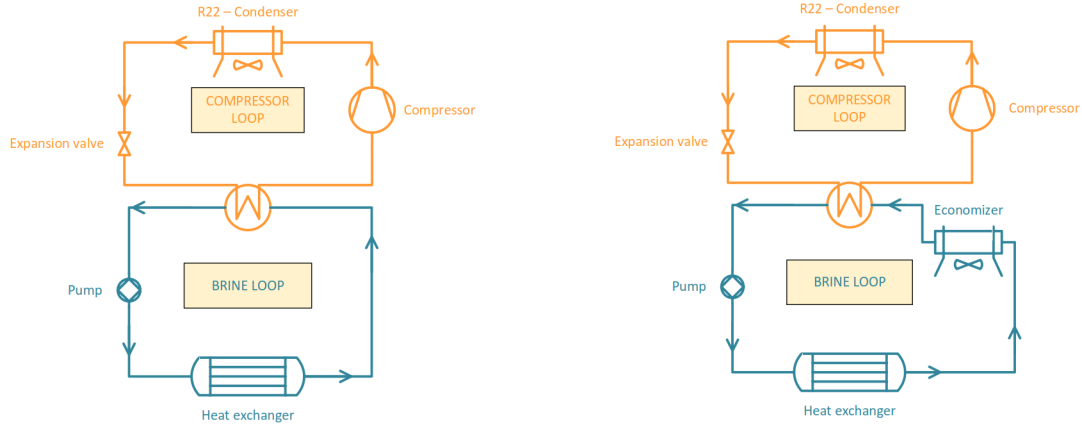 R22 – Condenser
COMPRESSOR
LOOP
Compressor
Expansion valve
Pump
BRINE LOOP
Heat exchanger
R22 – Condenser
COMPRESSOR
LOOP
Compressor
Expansion valve
Economizer
Pump
BRINE LOOP
Heat exchanger